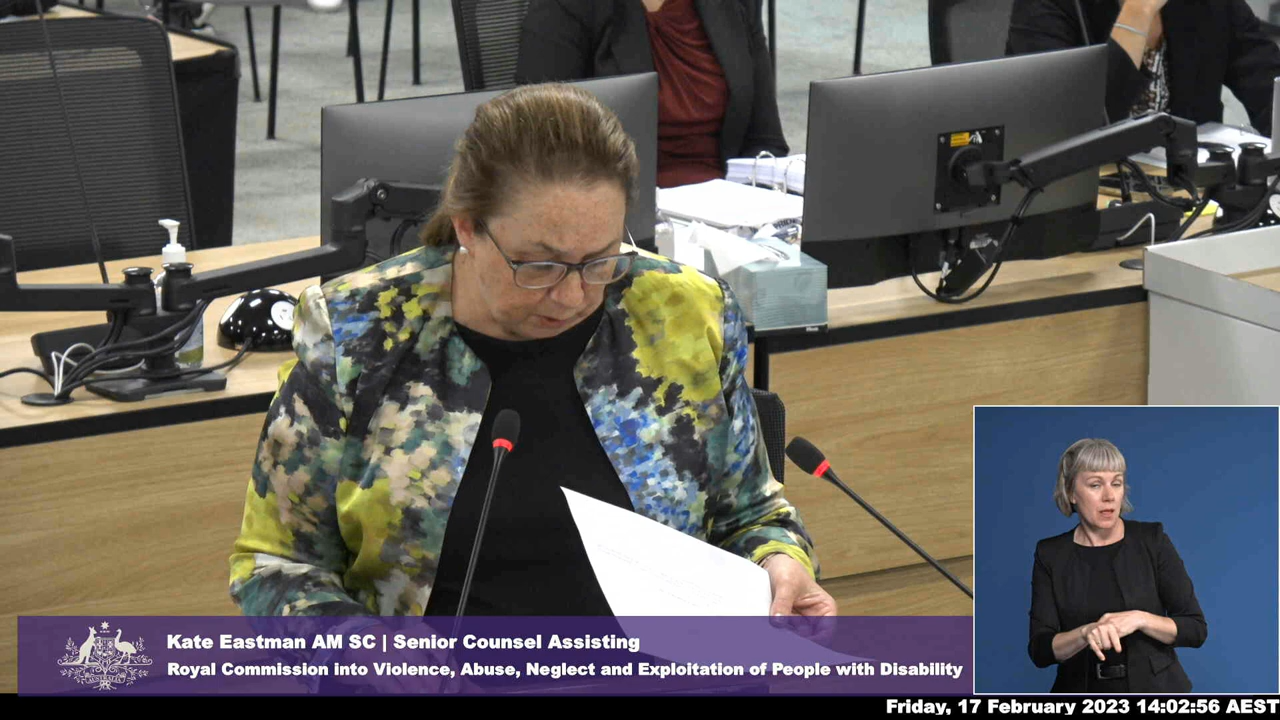 Kate Eastman AM SC | Senior Counsel Assisting
Royal Commission into Violence, Abuse, Neglect and Exploitation of People with Disability
Friday, 17 February 2023 14:02:56 AEST